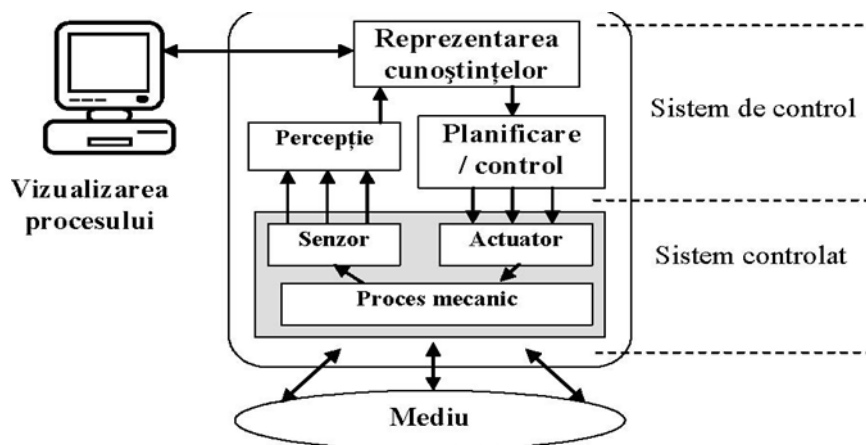 Reprezentarea
cunoştinţelor
Sistem de control
Percepţie
Planificare
/ control
Vizualizarea
procesului
Senzor
Actuator
Sistem controlat
Proces mecanic
Mediu